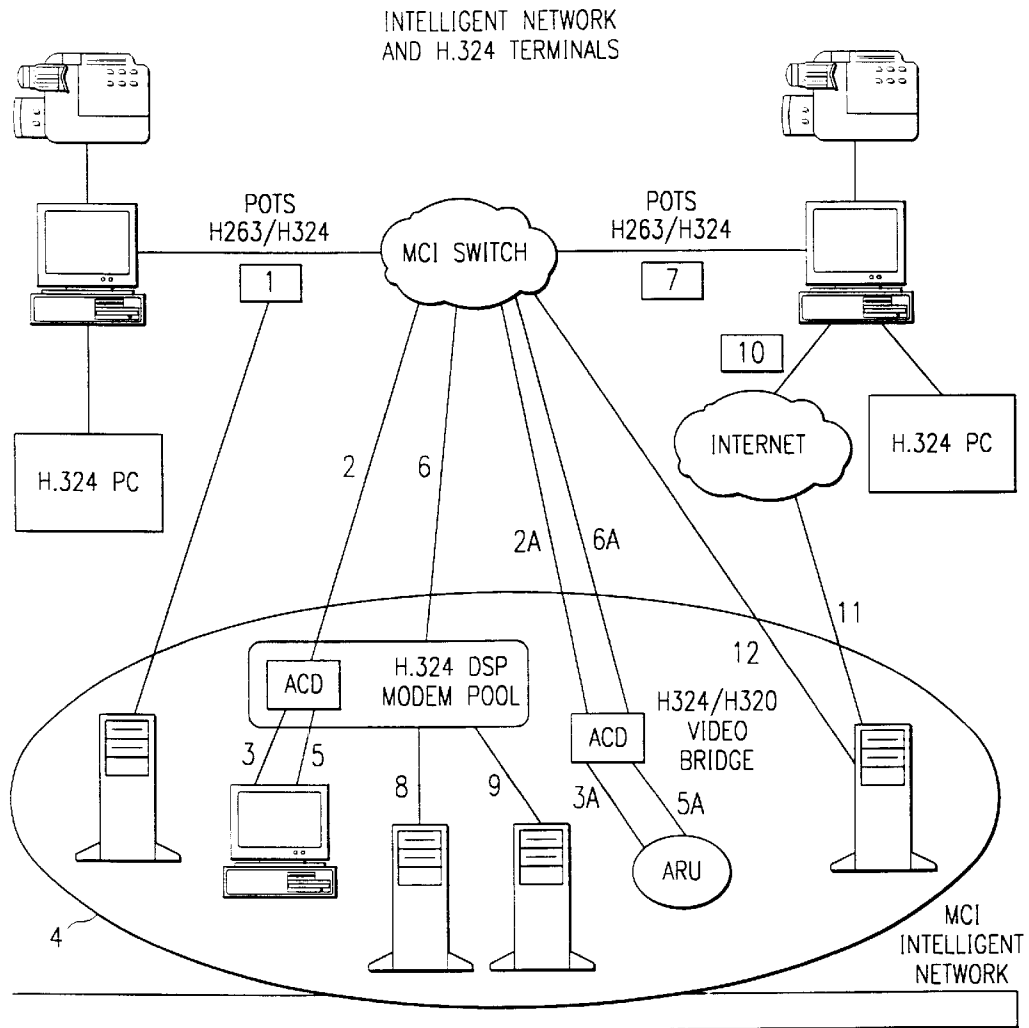 INTELLIGENT NETWORK
AND H.324 TERMINALS
POTS
H263/H324
1
MCI SWITCH
POTS
H263/H324
7
10
H.324 PC
INTERNET
H.324 PC
2
6
2A
6A
11
12
ACD
H.324 DSP
MODEM POOL
H324/H320
VIDEO
BRIDGE
ACD
3
5
8
9
3A
5A
ARU
4
MCI
INTELLIGENT
NETWORK